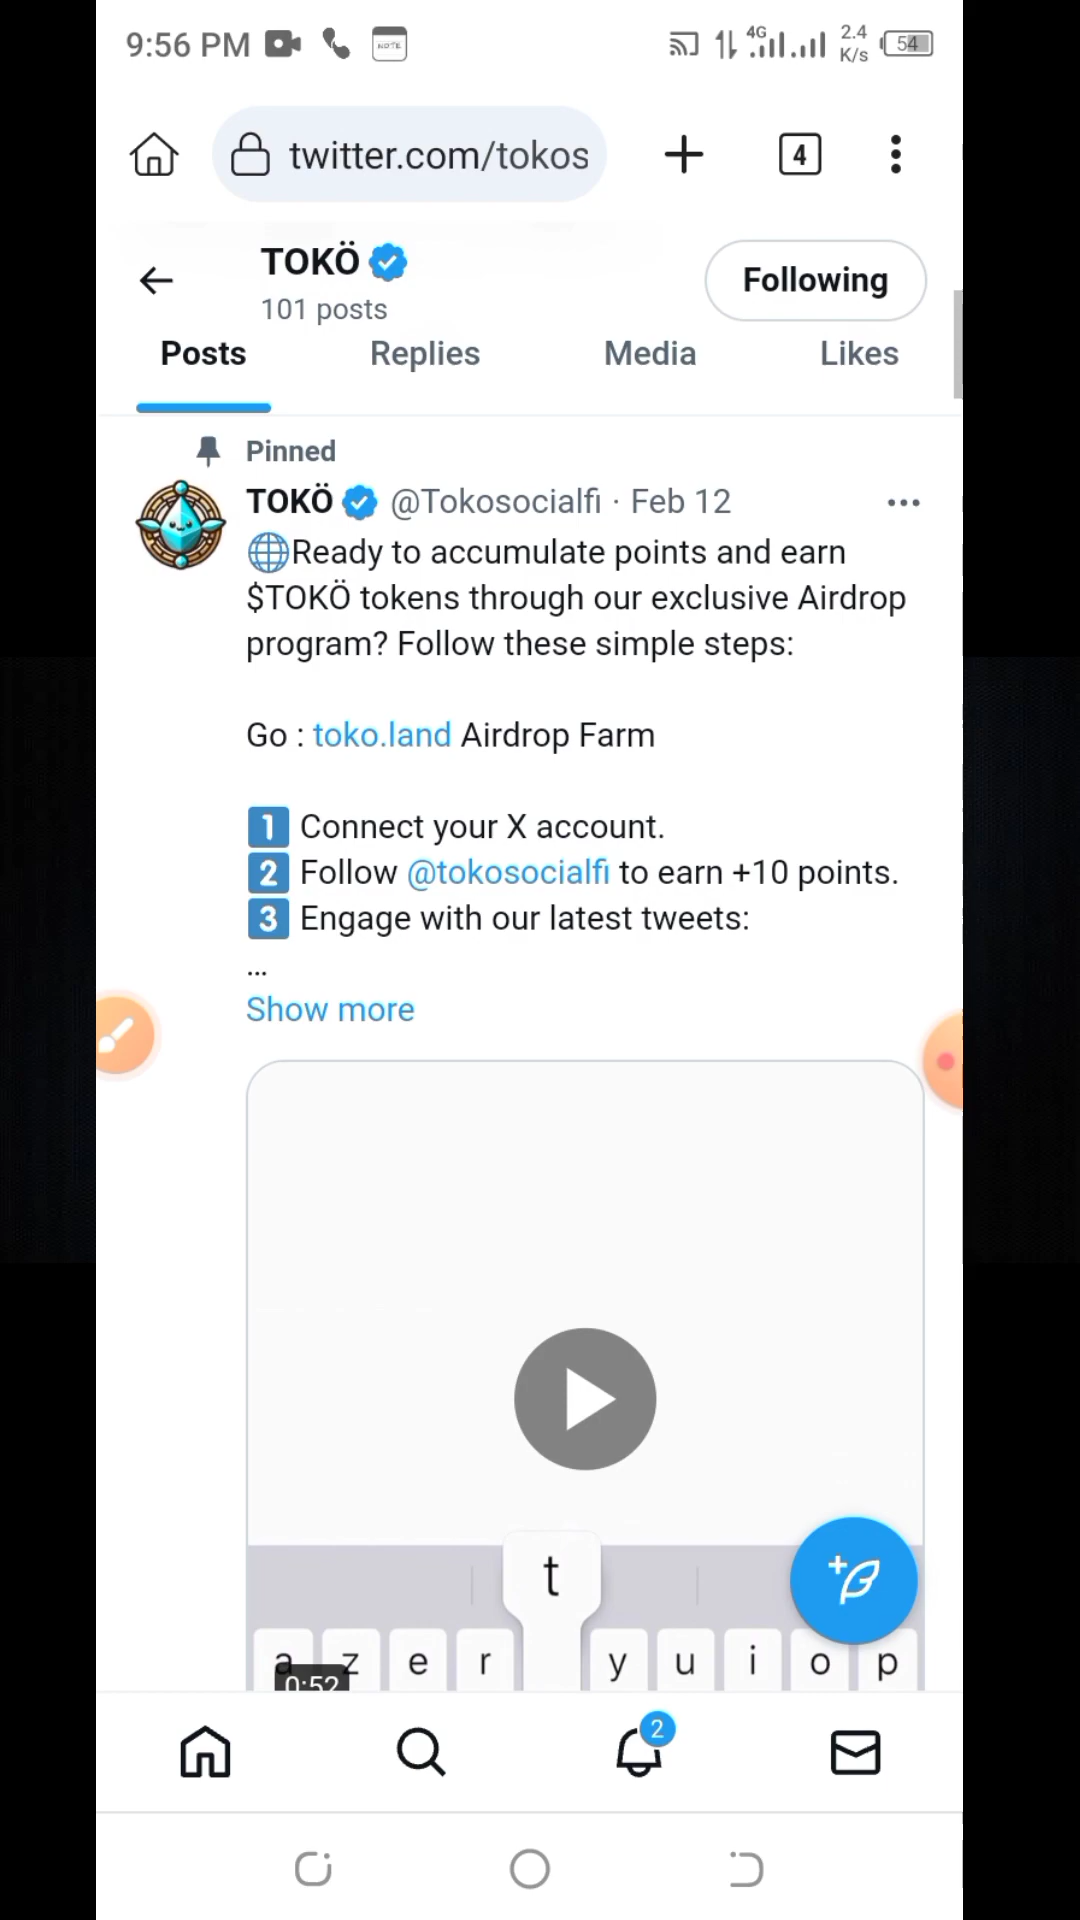 9:56 PM NOTE 4G 2.4 K/s 54
twitter.com/tokos 4
TOKÖ
101 posts
Following
Posts Replies Media Likes
Pinned
TOKÖ @Tokosocialfi · Feb 12
🌐Ready to accumulate points and earn
$TOKÖ tokens through our exclusive Airdrop
program? Follow these simple steps:
Go : toko.land Airdrop Farm
1 Connect your X account.
2 Follow @tokosocialfi to earn +10 points.
3 Engage with our latest tweets:
...
Show more
t
a z e r y u i o p
0:52
2